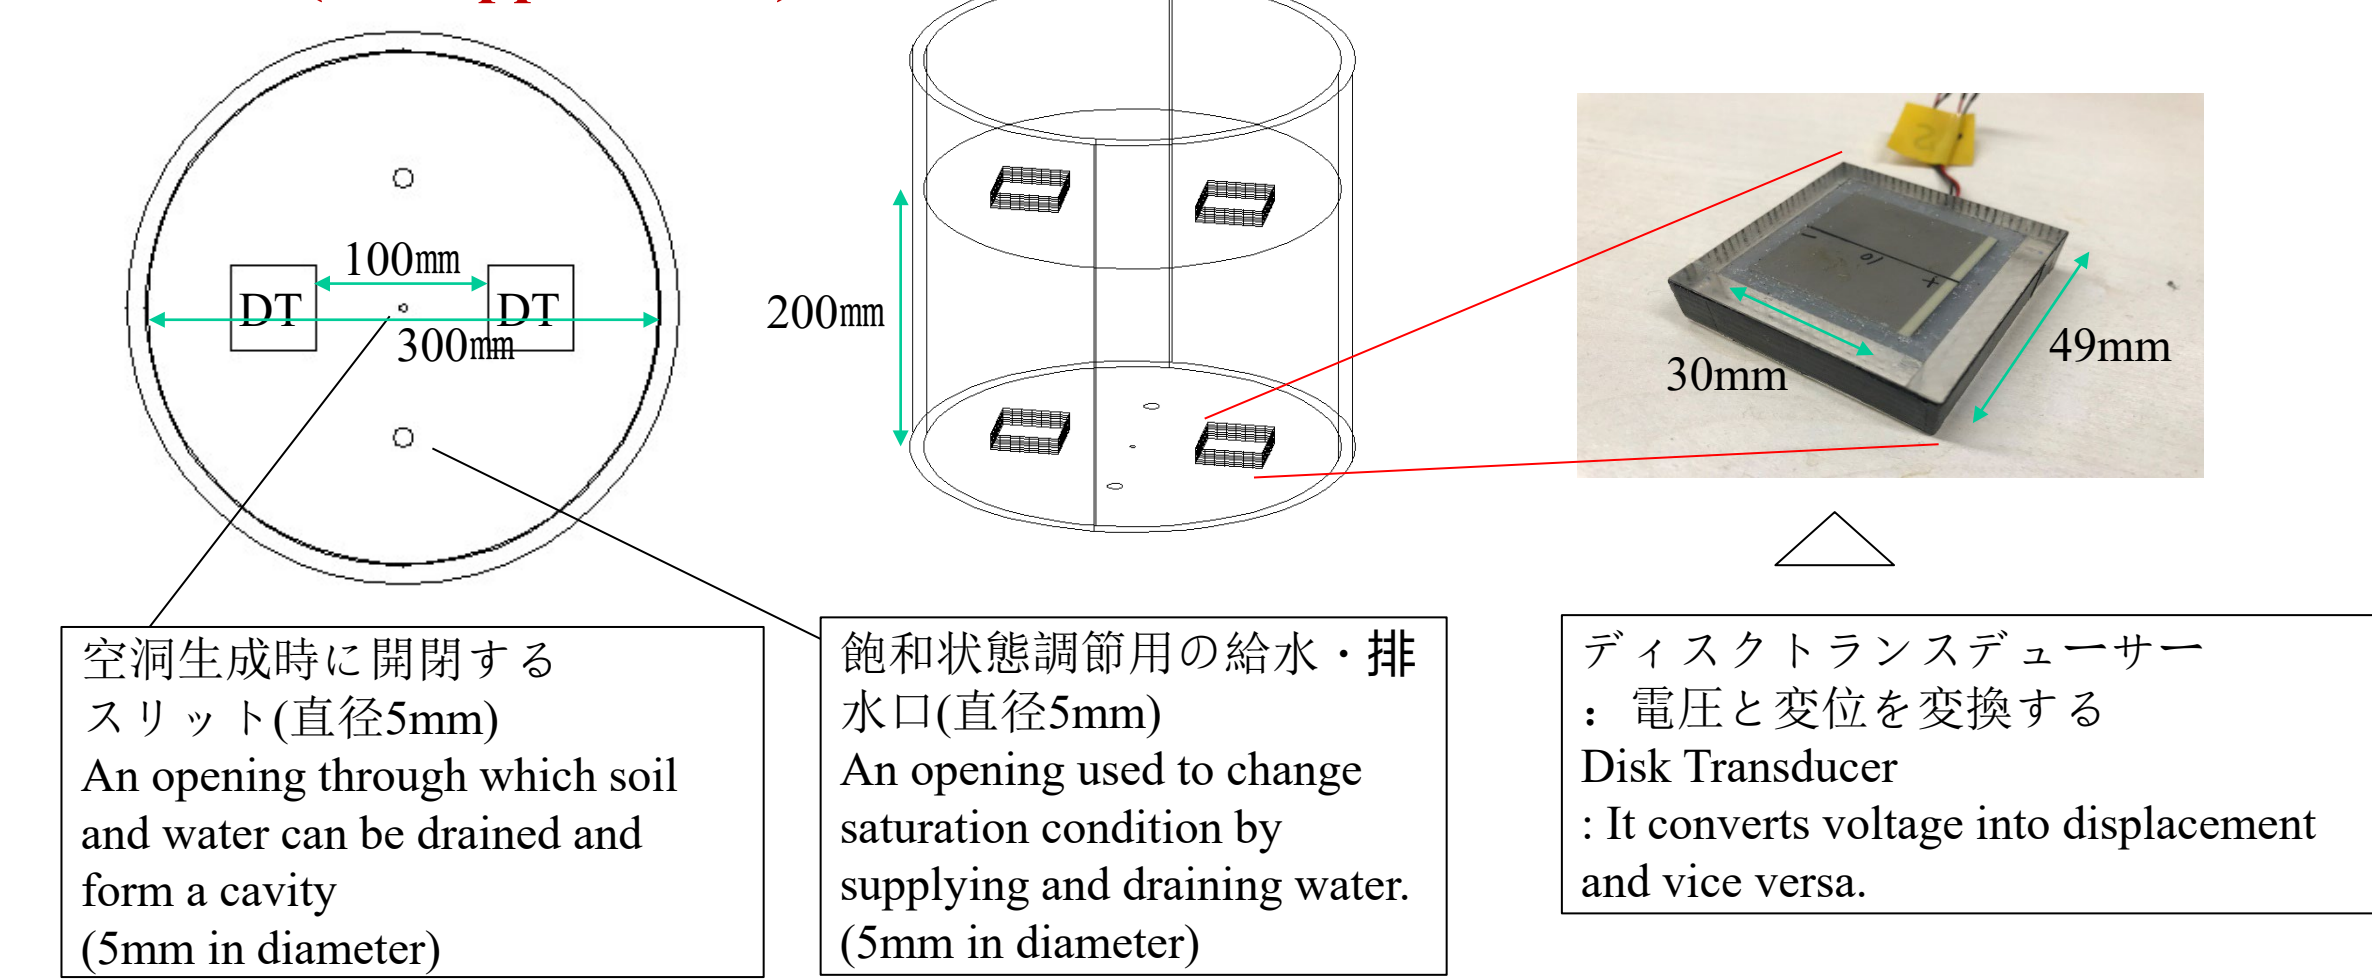 100mm
DT
DT
300mm
200mm
30mm
49mm
空洞生成時に開閉する
スリット(直径5mm)
An opening through which soil
and water can be drained and
form a cavity
(5mm in diameter)
飽和状態調節用の給水・排
水口(直径5mm)
An opening used to change
saturation condition by
supplying and draining water.
(5mm in diameter)
ディスクトランスデューサー
：電圧と変位を変換する
Disk Transducer
: It converts voltage into displacement
and vice versa.